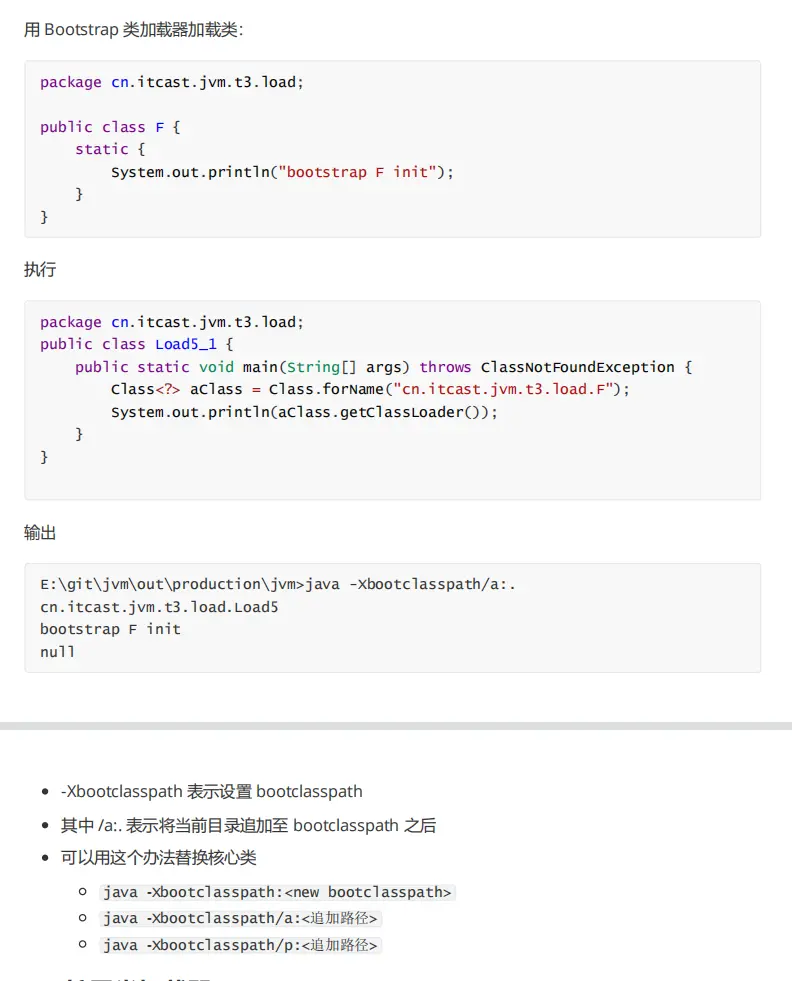 用 Bootstrap 类加载器加载类：
package cn.itcast.jvm.t3.load;
public class F {
    static {
        System.out.println("bootstrap F init");
    }
}
执行
package cn.itcast.jvm.t3.load;
public class Load5_1 {
    public static void main(String[] args) throws ClassNotFoundException {
        Class<?> aClass = Class.forName("cn.itcast.jvm.t3.load.F");
        System.out.println(aClass.getClassLoader());
    }
}
输出
E:\git\jvm\out\production\jvm>java -Xbootclasspath/a:.
cn.itcast.jvm.t3.load.Load5
bootstrap F init
null
-Xbootclasspath 表示设置 bootclasspath
其中 /a:. 表示将当前目录追加至 bootclasspath 之后
可以用这个办法替换核心类
java -Xbootclasspath:<new bootclasspath>
java -Xbootclasspath/a:<追加路径>
java -Xbootclasspath/p:<追加路径>